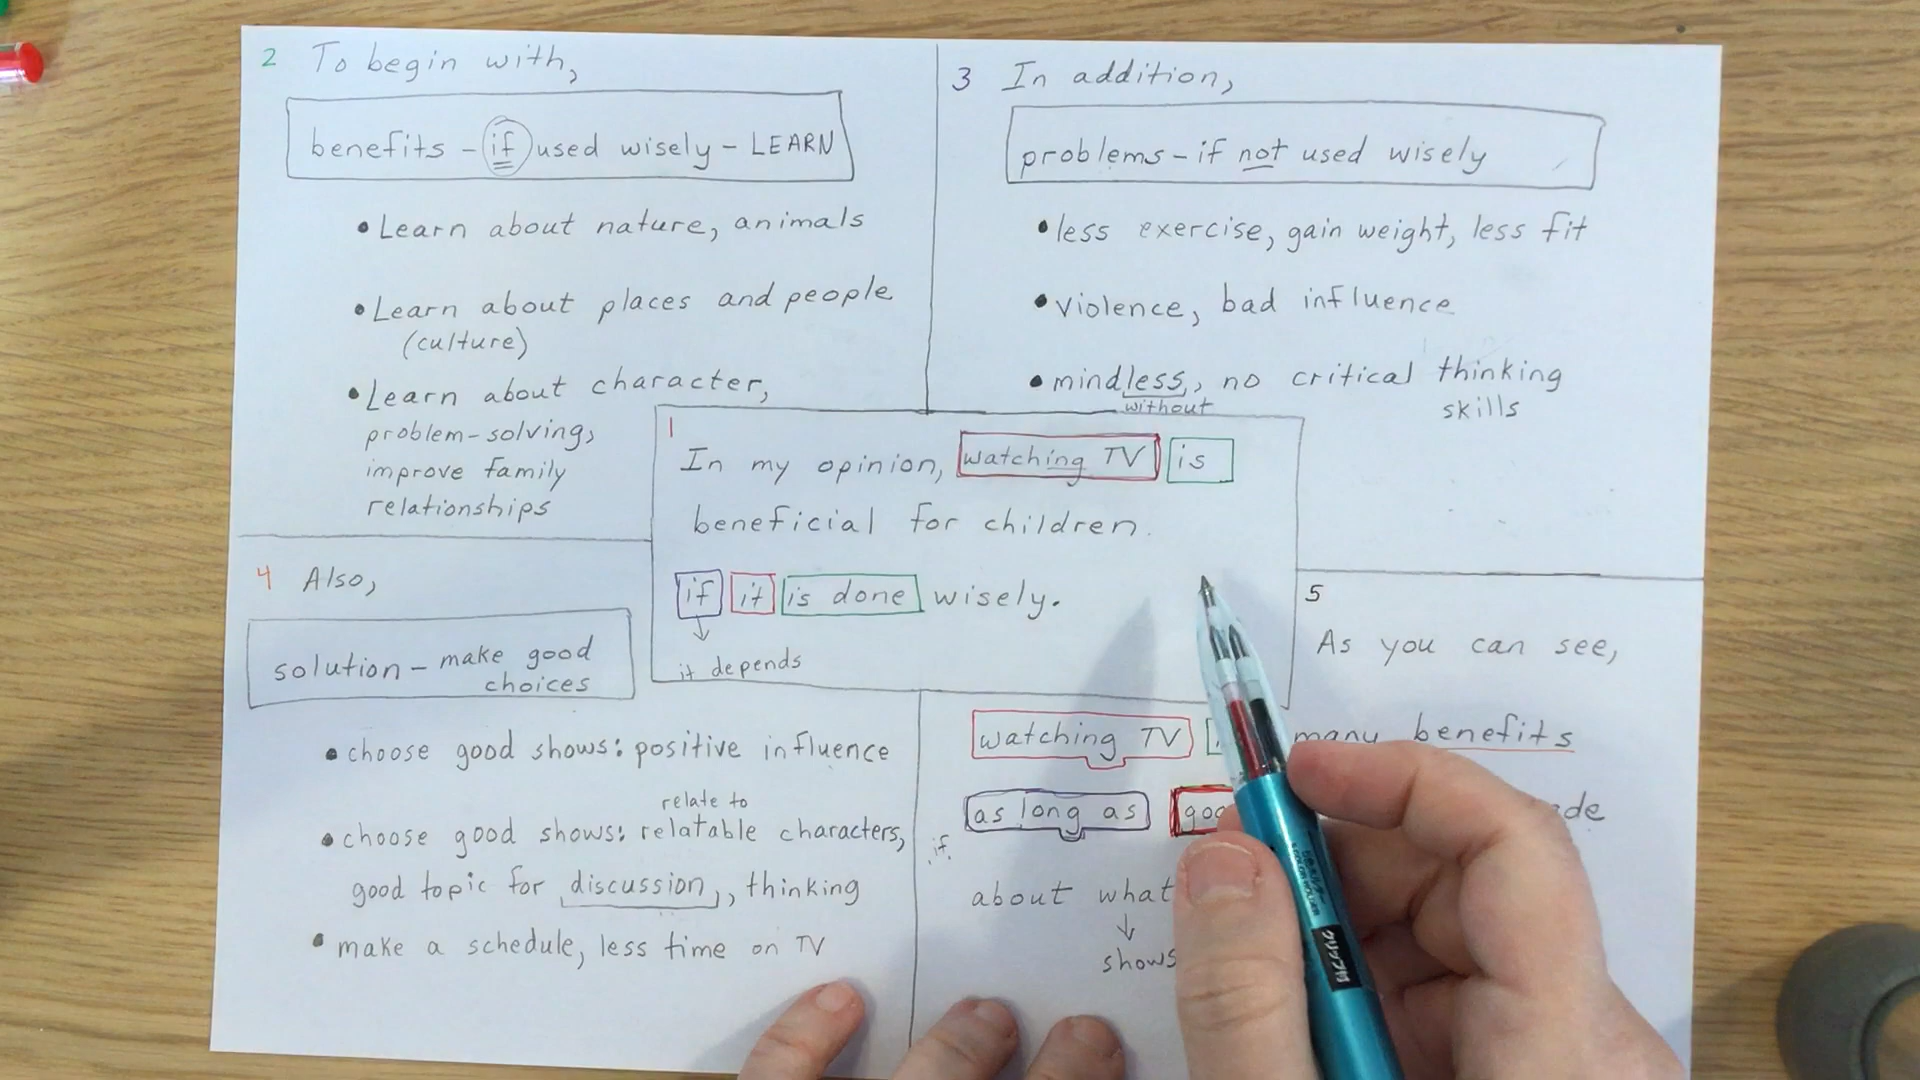 2 To begin with,
benefits - if used wisely - LEARN
• Learn about nature, animals
• Learn about places and people
(culture)
• Learn about character,
problem-solving,
improve family
relationships
3 In addition,
problems - if not used wisely
• less exercise, gain weight, less fit
• violence, bad influence
• mindless, no critical thinking
without
skills
1
In my opinion, watching TV is
beneficial for children.
if it is done wisely.
it depends
4 Also,
solution - make good
choices
• choose good shows: positive influence
relate to
• choose good shows: relatable characters,
good topic for discussion, thinking
• make a schedule, less time on TV
5
As you can see,
watching TV many benefits
as long as
if
about what
shows